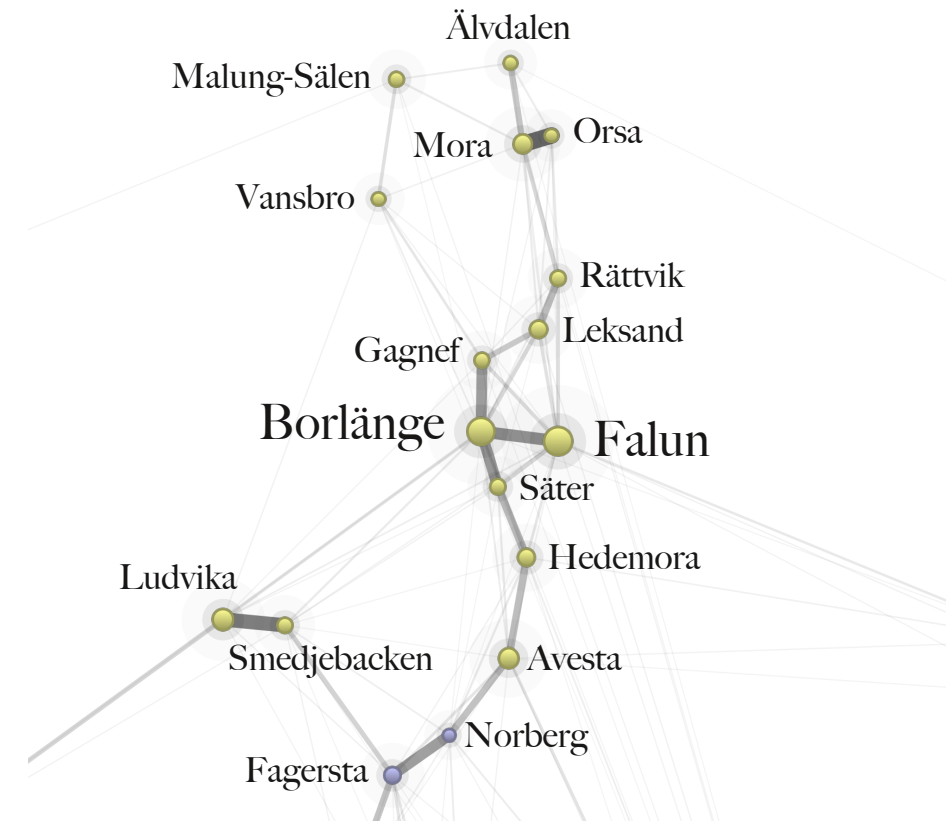 Älvdalen
Malung-Sälen
Orsa
Mora
Vansbro
Rättvik
Leksand
Gagnef
Borlänge
Falun
Säter
Hedemora
Ludvika
Smedjebacken
Avesta
Norberg
Fagersta